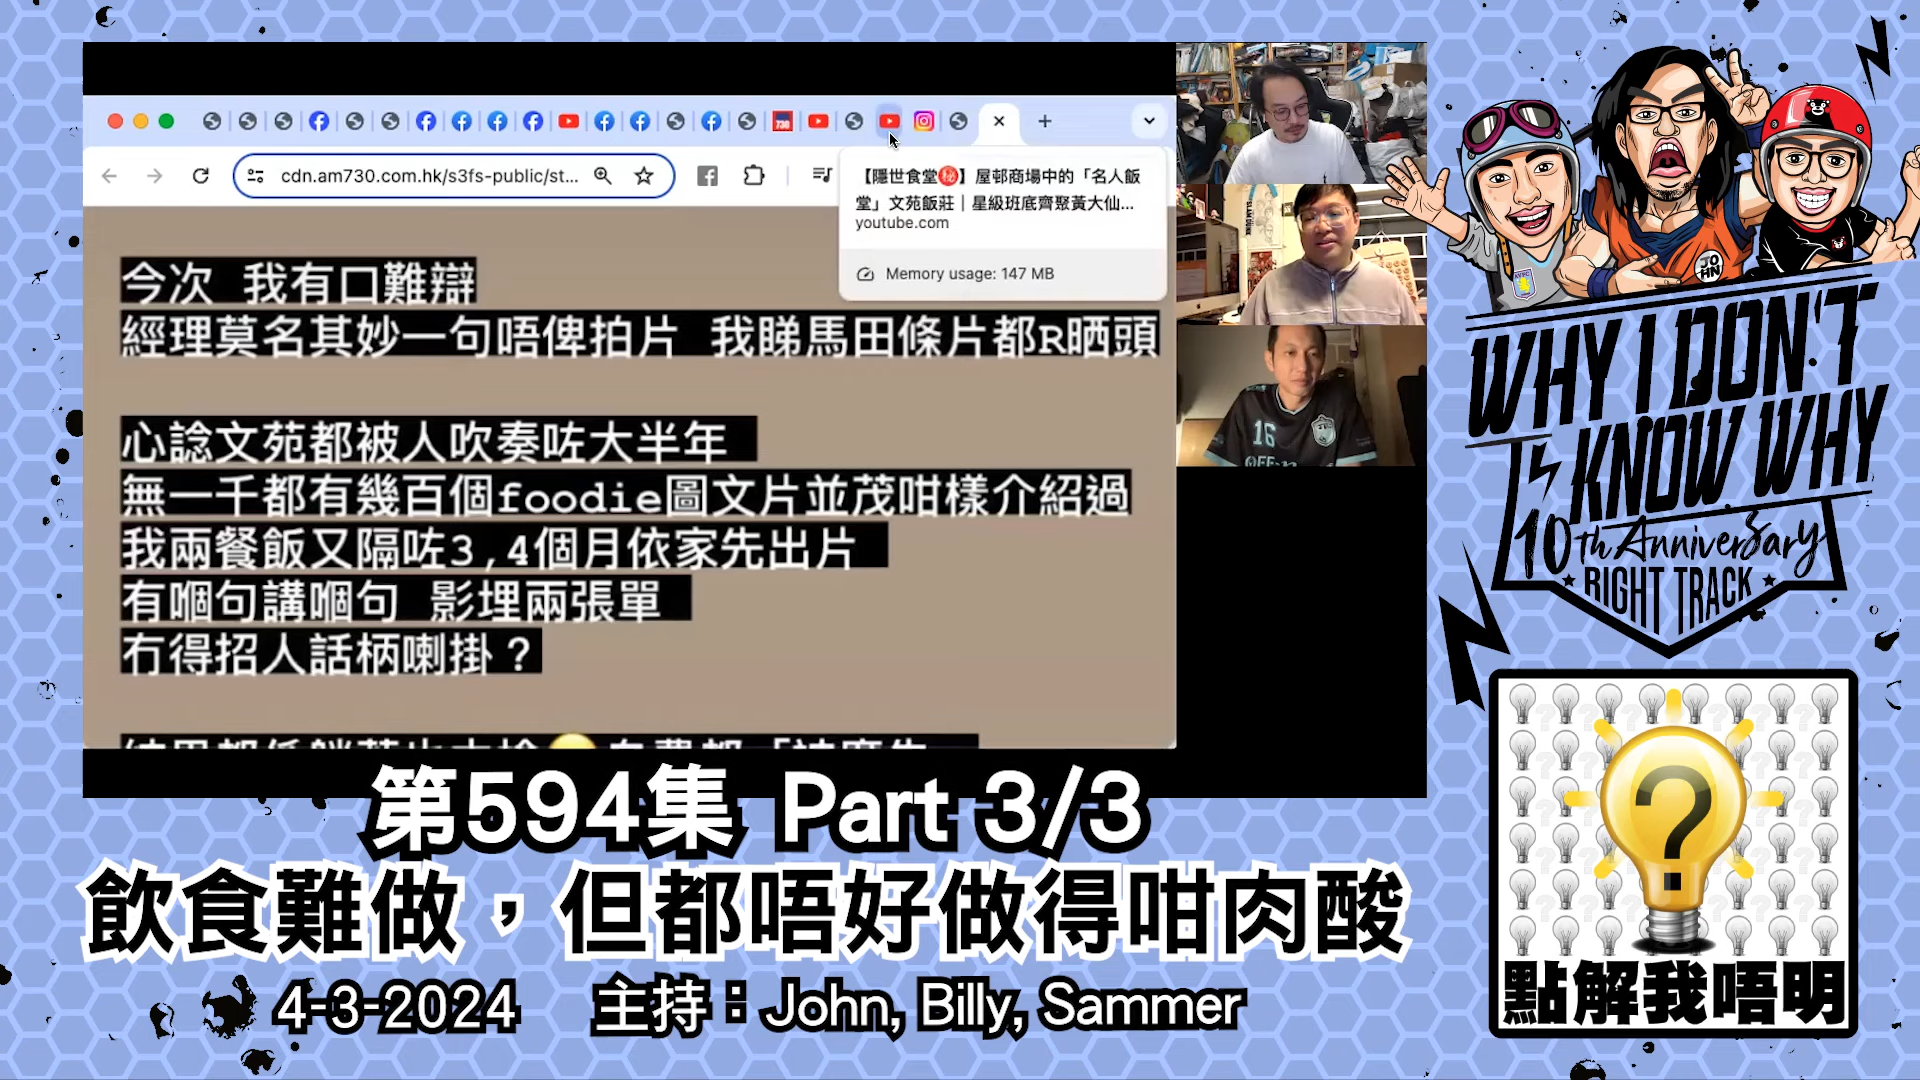 cdn.am730.com.hk/s3fs-public/st...
【隱世食堂㊙】屋邨商場中的「名人飯
堂」文苑飯莊｜星級班底齊聚黃大仙...
youtube.com
Memory usage: 147 MB
今次 我有口難辯
經理莫名其妙一句唔俾拍片 我睇馬田條片都R晒頭
心諗文苑都被人吹奏咗大半年
無一千都有幾百個foodie圖文片並茂咁樣介紹過
我兩餐飯又隔咗3,4個月依家先出片
有嗰句講嗰句 影埋兩張單
冇得招人話柄喇掛？
16
JOHN
WHY I DON'T
KNOW WHY
10th Anniversary
RIGHT TRACK
第594集 Part 3/3
飲食難做，但都唔好做得咁肉酸
4-3-2024 主持：John, Billy, Sammer
點解我唔明